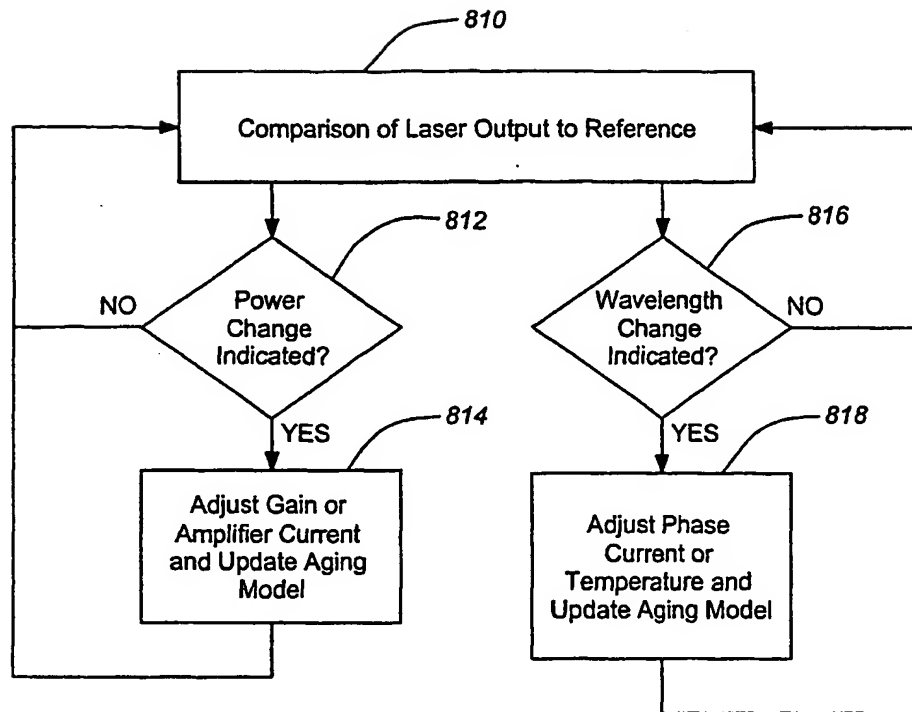 810
Comparison of Laser Output to Reference
812
Power
Change
Indicated?
NO
YES
814
Adjust Gain or
Amplifier Current
and Update Aging
Model
816
Wavelength
Change
Indicated?
NO
YES
818
Adjust Phase
Current or
Temperature and
Update Aging Model